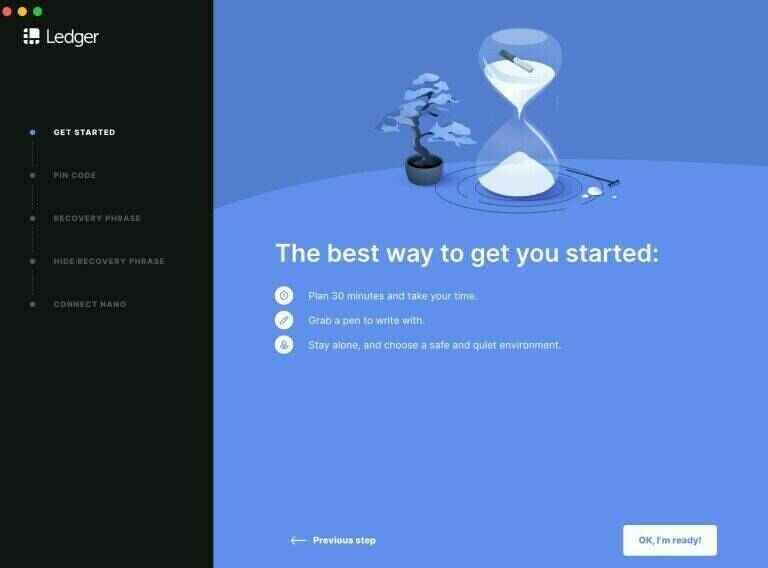 Ledger
GET STARTED
PIN CODE
RECOVERY PHRASE
HIDE RECOVERY PHRASE
CONNECT NANO
The best way to get you started:
Plan 30 minutes and take your time.
Grab a pen to write with.
Stay alone, and choose a safe and quiet environment.
Previous step
OK, I'm ready!